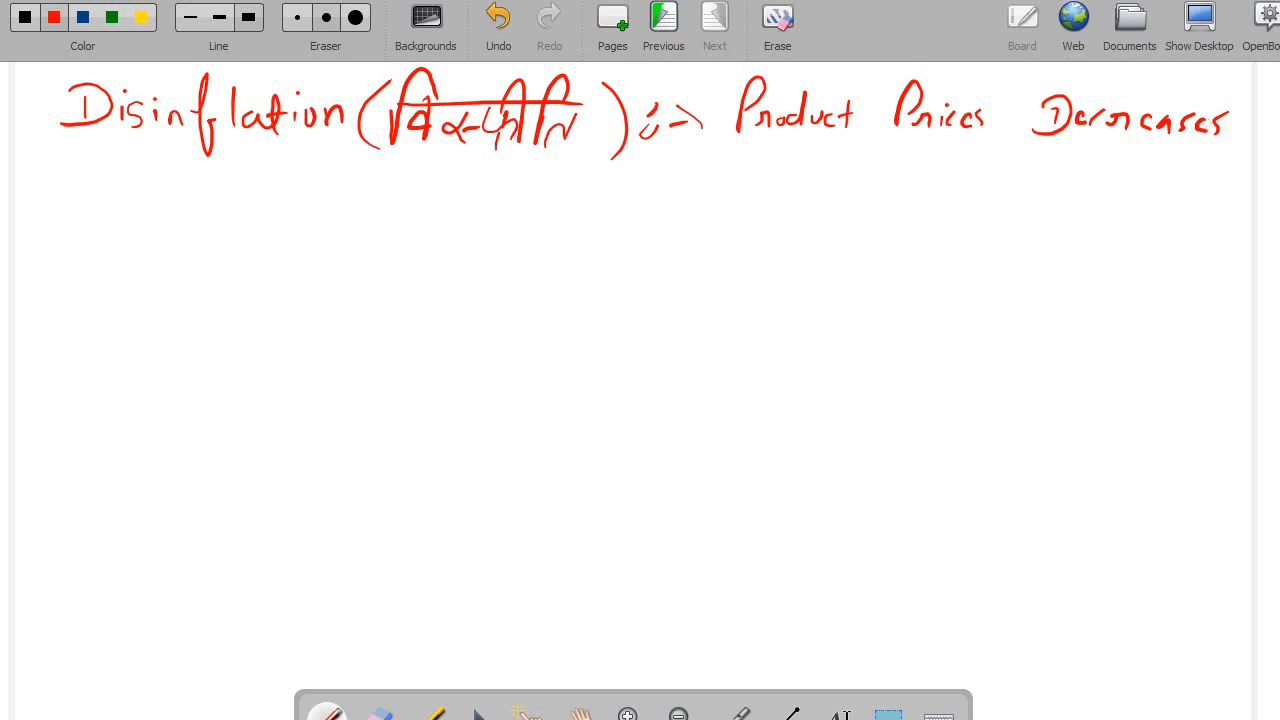 Color
Line
Eraser
Backgrounds
Undo
Redo
Pages
Previous
Next
Erase
Board
Web
Documents
Show Desktop
OpenBo
Disinflation ( ) :-> Product Prices Decreases